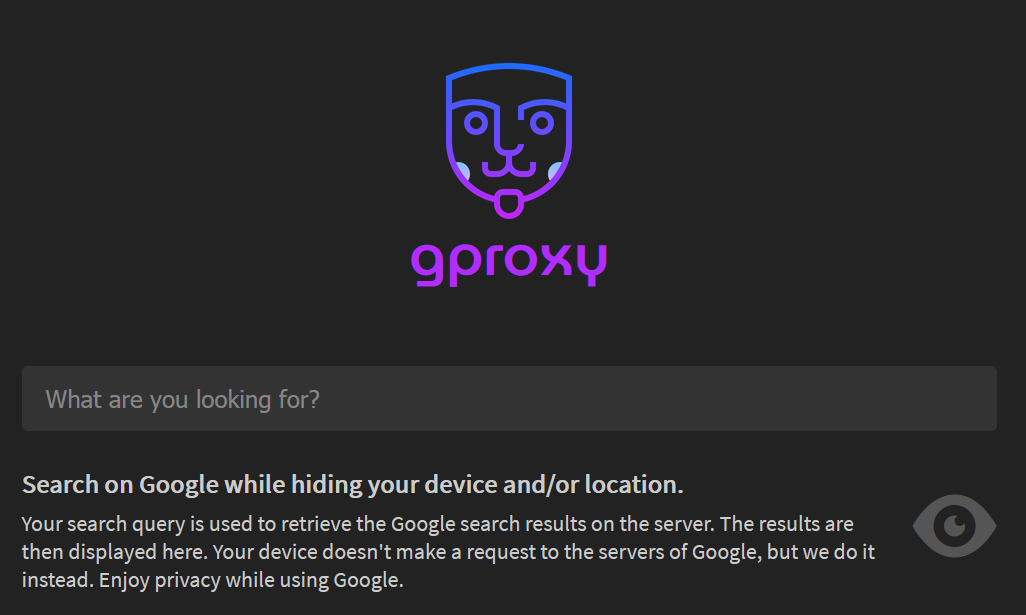 gproxy
What are you looking for?
Search on Google while hiding your device and/or location.
Your search query is used to retrieve the Google search results on the server. The results are
then displayed here. Your device doesn't make a request to the servers of Google, but we do it
instead. Enjoy privacy while using Google.